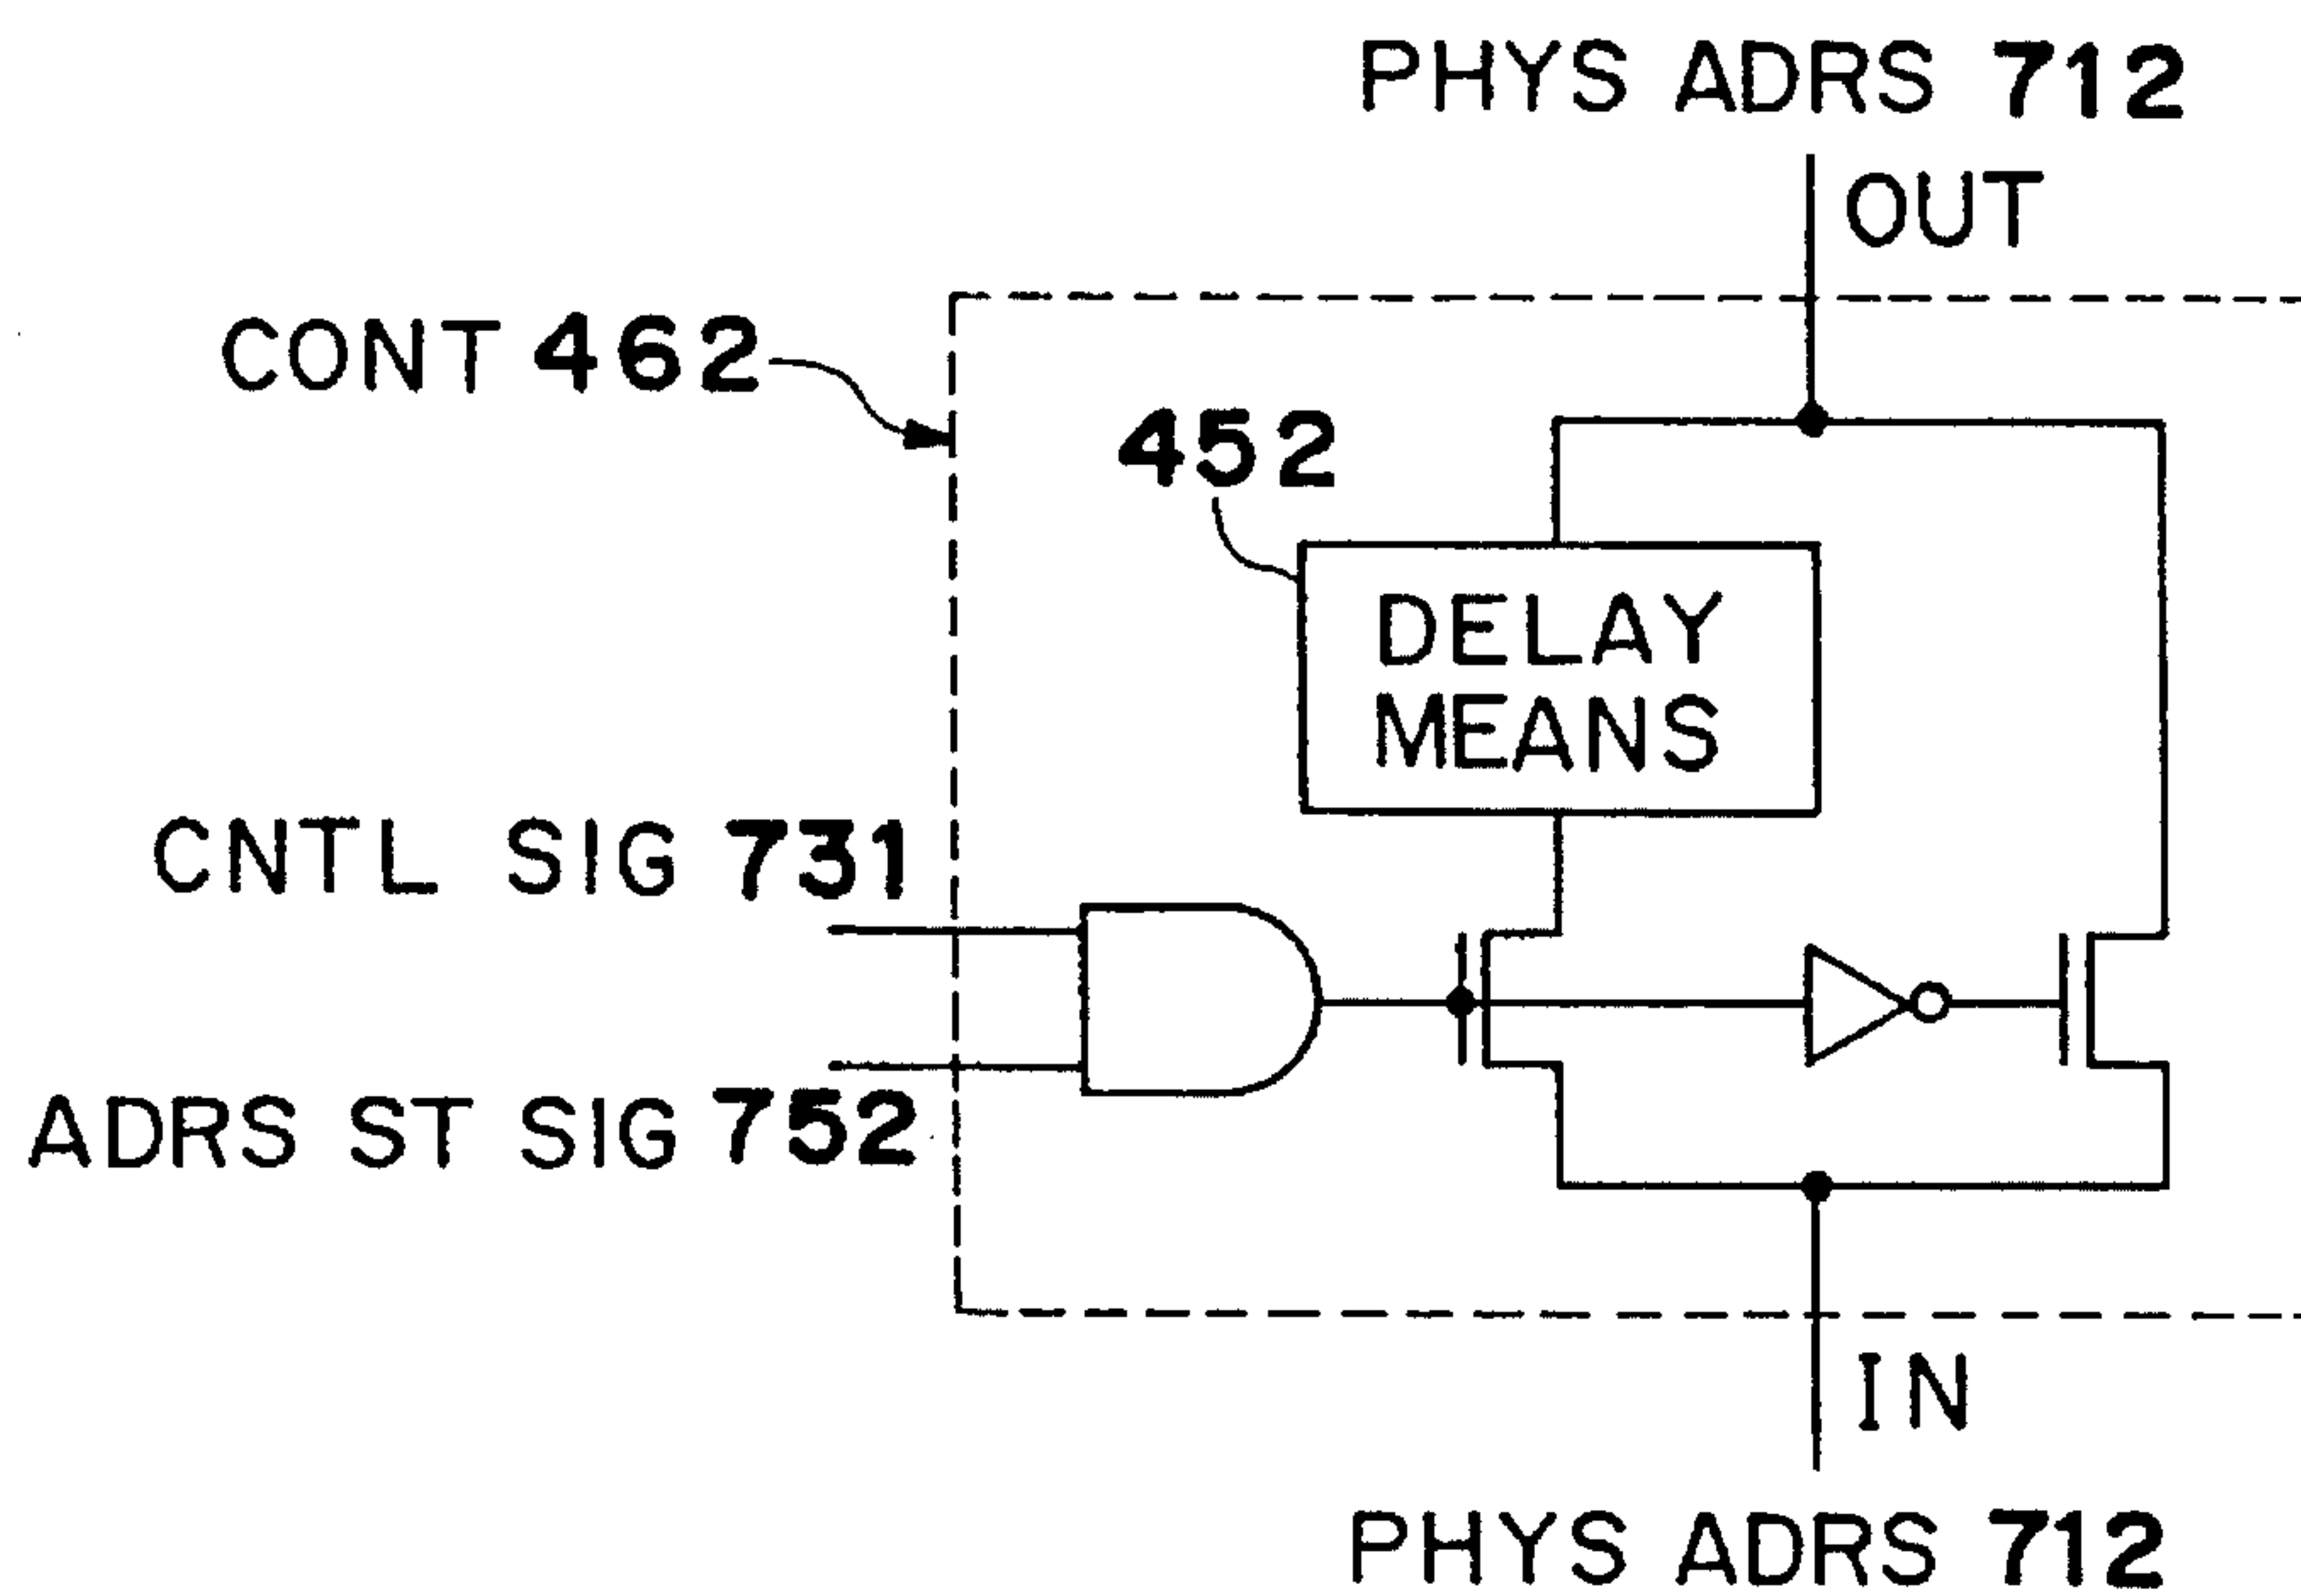 PHYS ADRS 712
OUT
CONT 462
452
DELAY
MEANS
CNTL SIG 731
ADRS ST SIG 752
IN
PHYS ADRS 712